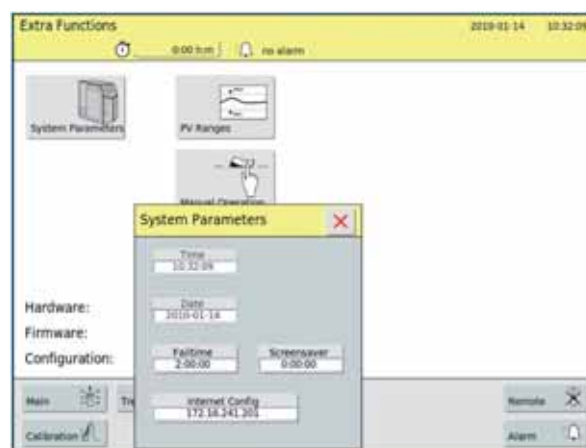 Extra Functions
2010-01-14 10:32:09
0:00 h:m no alarm
System Parameters
PV Ranges
Manual Operation
System Parameters
Time
10:32:09
Date
2010-01-14
Failtime
2:00:00
Screensaver
0:00:00
Internet Config
172.16.241.201
Hardware:
Firmware:
Configuration:
Main
Tre
Remote
Calibration
Alarm